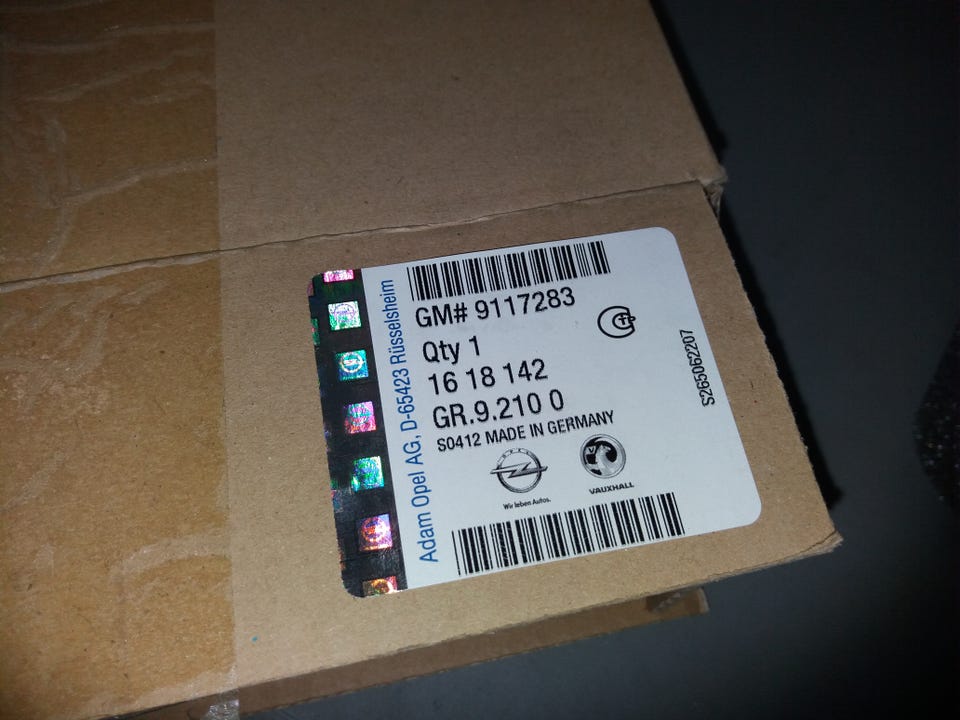 Adam Opel AG, D-65423 Rüsselsheim
GM# 9117283
Qty 1
16 18 142
GR.9.210 0
S0412 MADE IN GERMANY
OPEL
Wir leben Autos.
VAUXHALL
S265062207